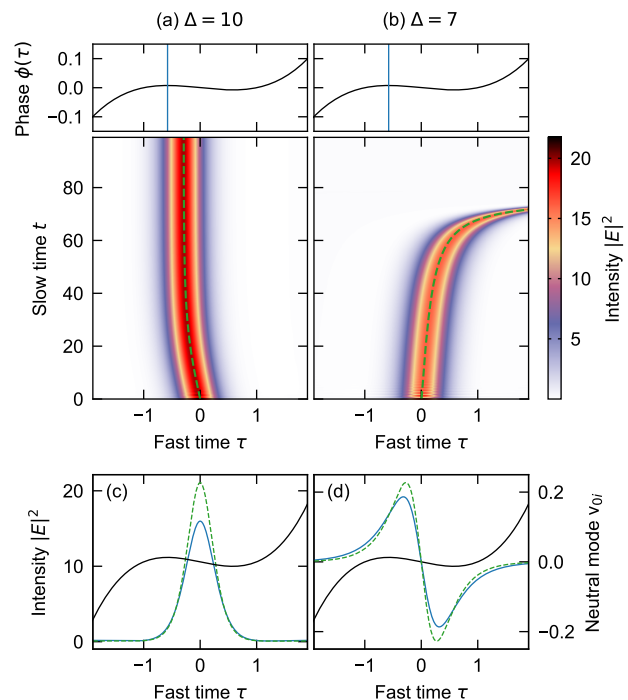 (a) Δ = 10
(b) Δ = 7
Phase ϕ(τ)
0.1
0.0
−0.1
Slow time t
80
60
40
20
0
−1 0 1
−1 0 1
Fast time τ
Fast time τ
20
15
10
5
Intensity |E|²
(c)
(d)
Intensity |E|²
20
10
0
0.2
0.0
−0.2
Neutral mode v₀ᵢ
−1 0 1
−1 0 1
Fast time τ
Fast time τ